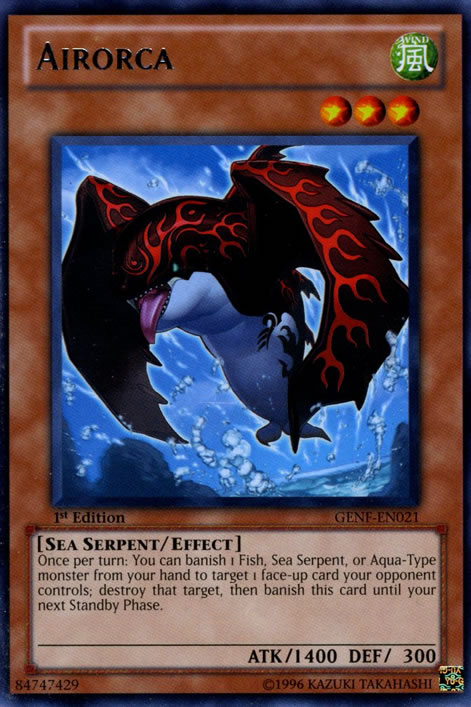 AIRORCA
WIND
風
1st Edition
GENF-EN021
[SEA SERPENT/EFFECT]
Once per turn: You can banish 1 Fish, Sea Serpent, or Aqua-Type
monster from your hand to target 1 face-up card your opponent
controls; destroy that target, then banish this card until your
next Standby Phase.
ATK/1400 DEF/ 300
84747429
©1996 KAZUKI TAKAHASHI